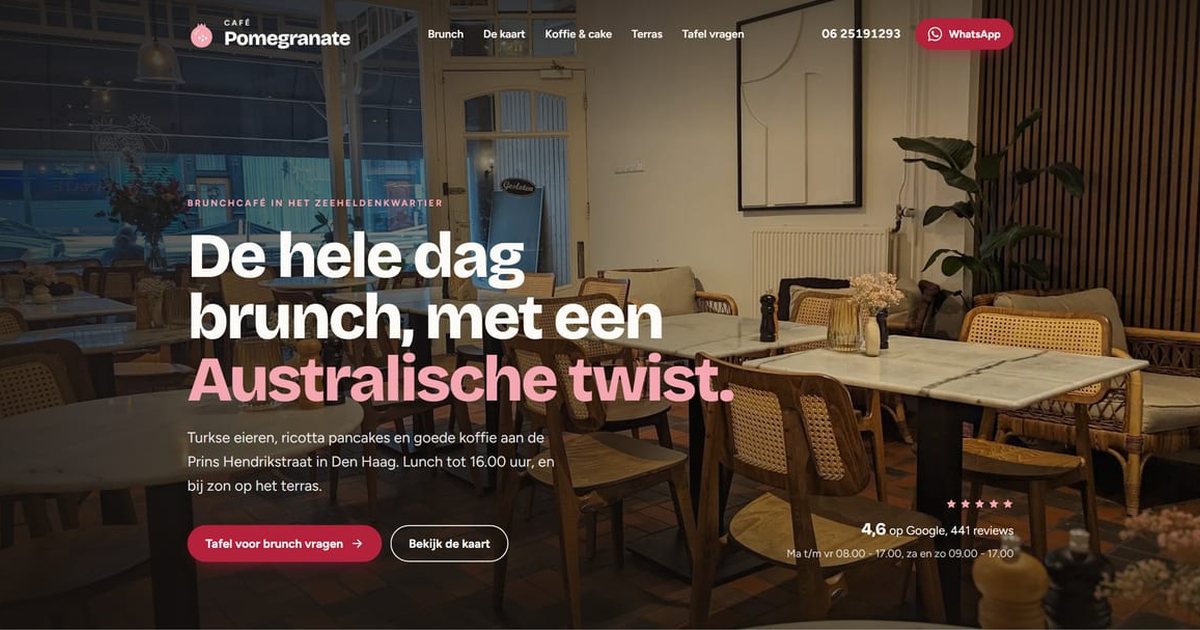 CAFÉ
Pomegranate
Brunch
De kaart
Koffie & cake
Terras
Tafel vragen
06 25191293
WhatsApp
Gesloten
BRUNCHCAFÉ IN HET ZEEHELDENKWARTIER
De hele dag
brunch, met een
Australische twist.
Turkse eieren, ricotta pancakes en goede koffie aan de
Prins Hendrikstraat in Den Haag. Lunch tot 16.00 uur, en
bij zon op het terras.
Tafel voor brunch vragen →
Bekijk de kaart
★★★★★
4,6 op Google, 441 reviews
Ma t/m vr 08.00 - 17.00, za en zo 09.00 - 17.00